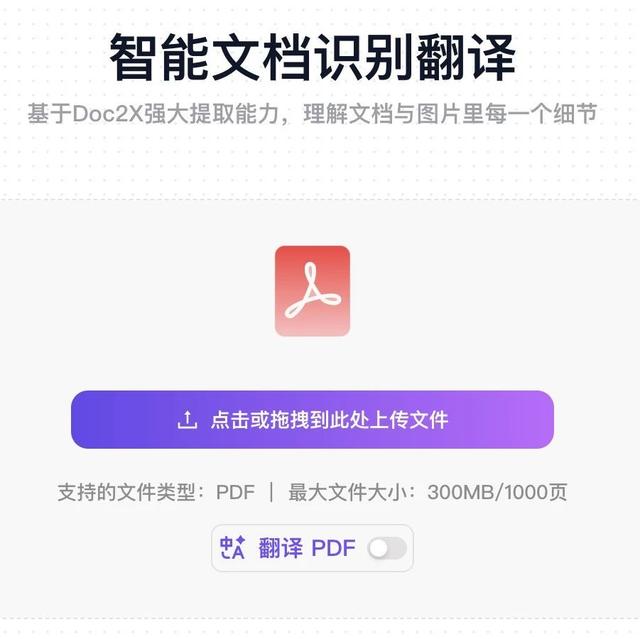 智能文档识别翻译
基于Doc2X强大提取能力，理解文档与图片里每一个细节
点击或拖拽到此处上传文件
支持的文件类型：PDF ｜ 最大文件大小：300MB/1000页
中A 翻译 PDF